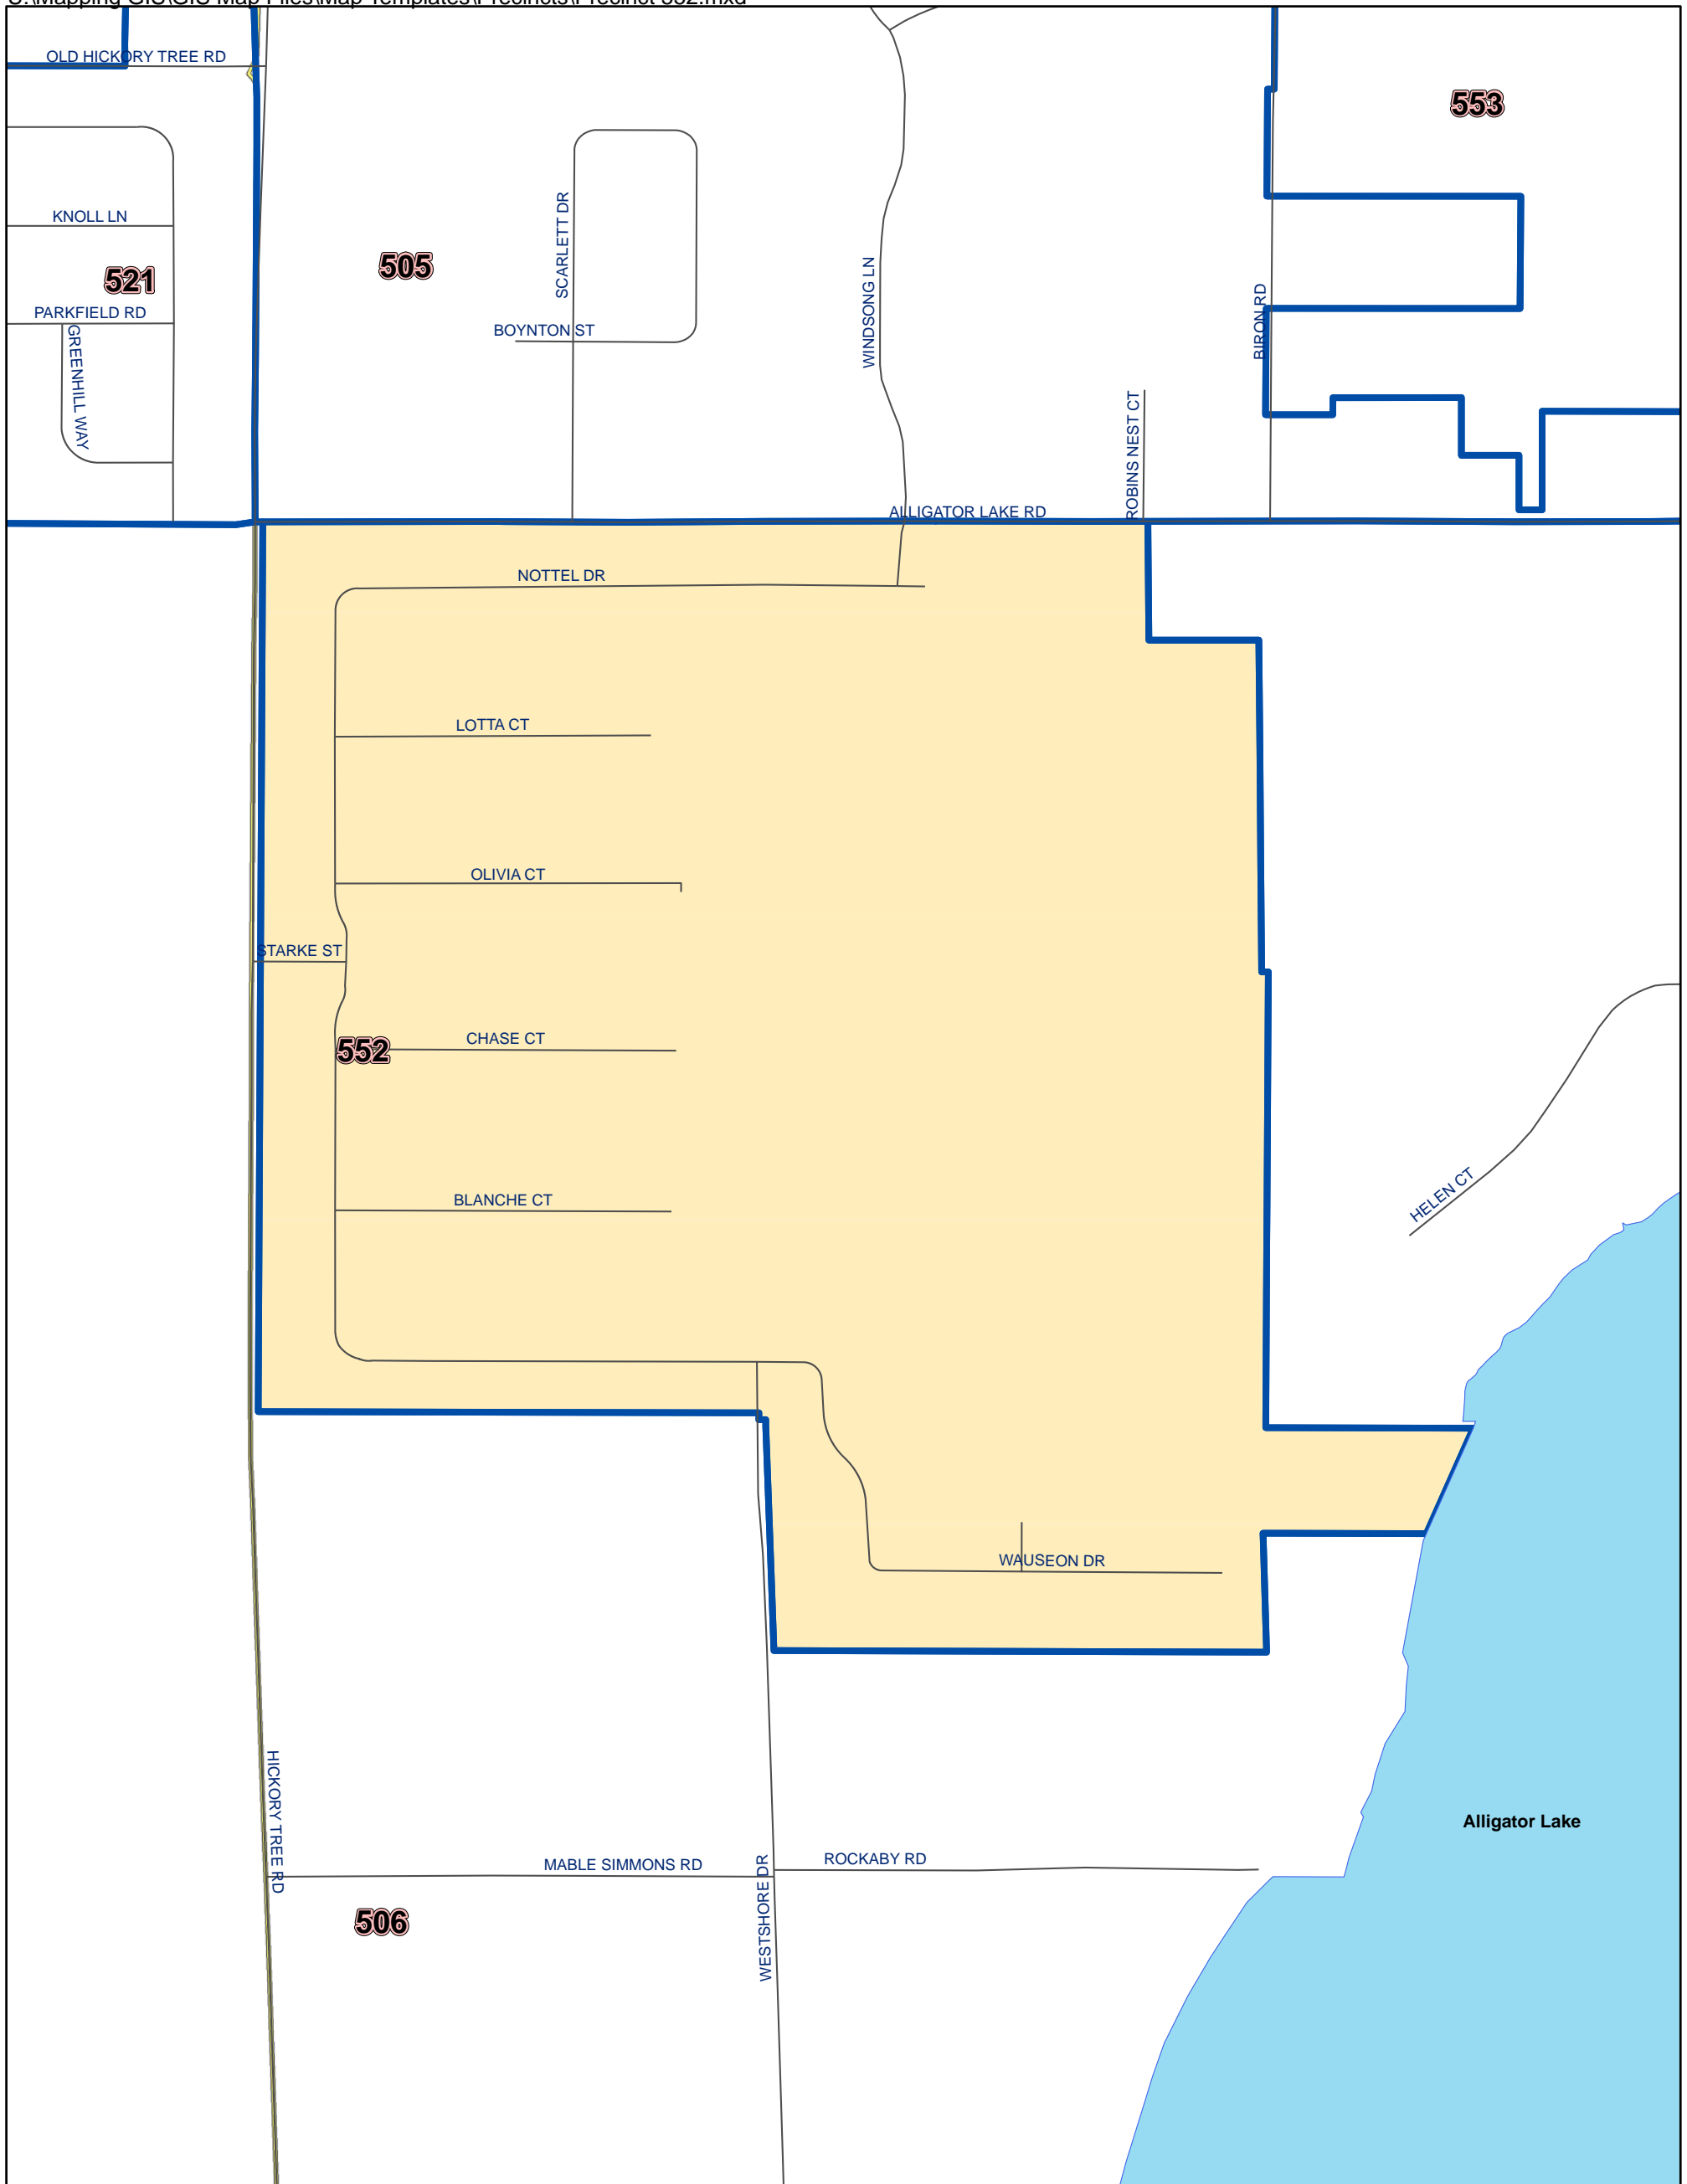 OLD HICKORY TREE RD
553
KNOLL LN
521
505
SCARLETT DR
WINDSONG LN
BIRON RD
PARKFIELD RD
GREENHILL WAY
BOYNTON ST
ROBINS NEST CT
ALLIGATOR LAKE RD
NOTTEL DR
LOTTA CT
OLIVIA CT
STARKE ST
CHASE CT
552
BLANCHE CT
HELEN CT
WAUSEON DR
HICKORY TREE RD
Alligator Lake
MABLE SIMMONS RD
ROCKABY RD
WESTSHORE DR
506